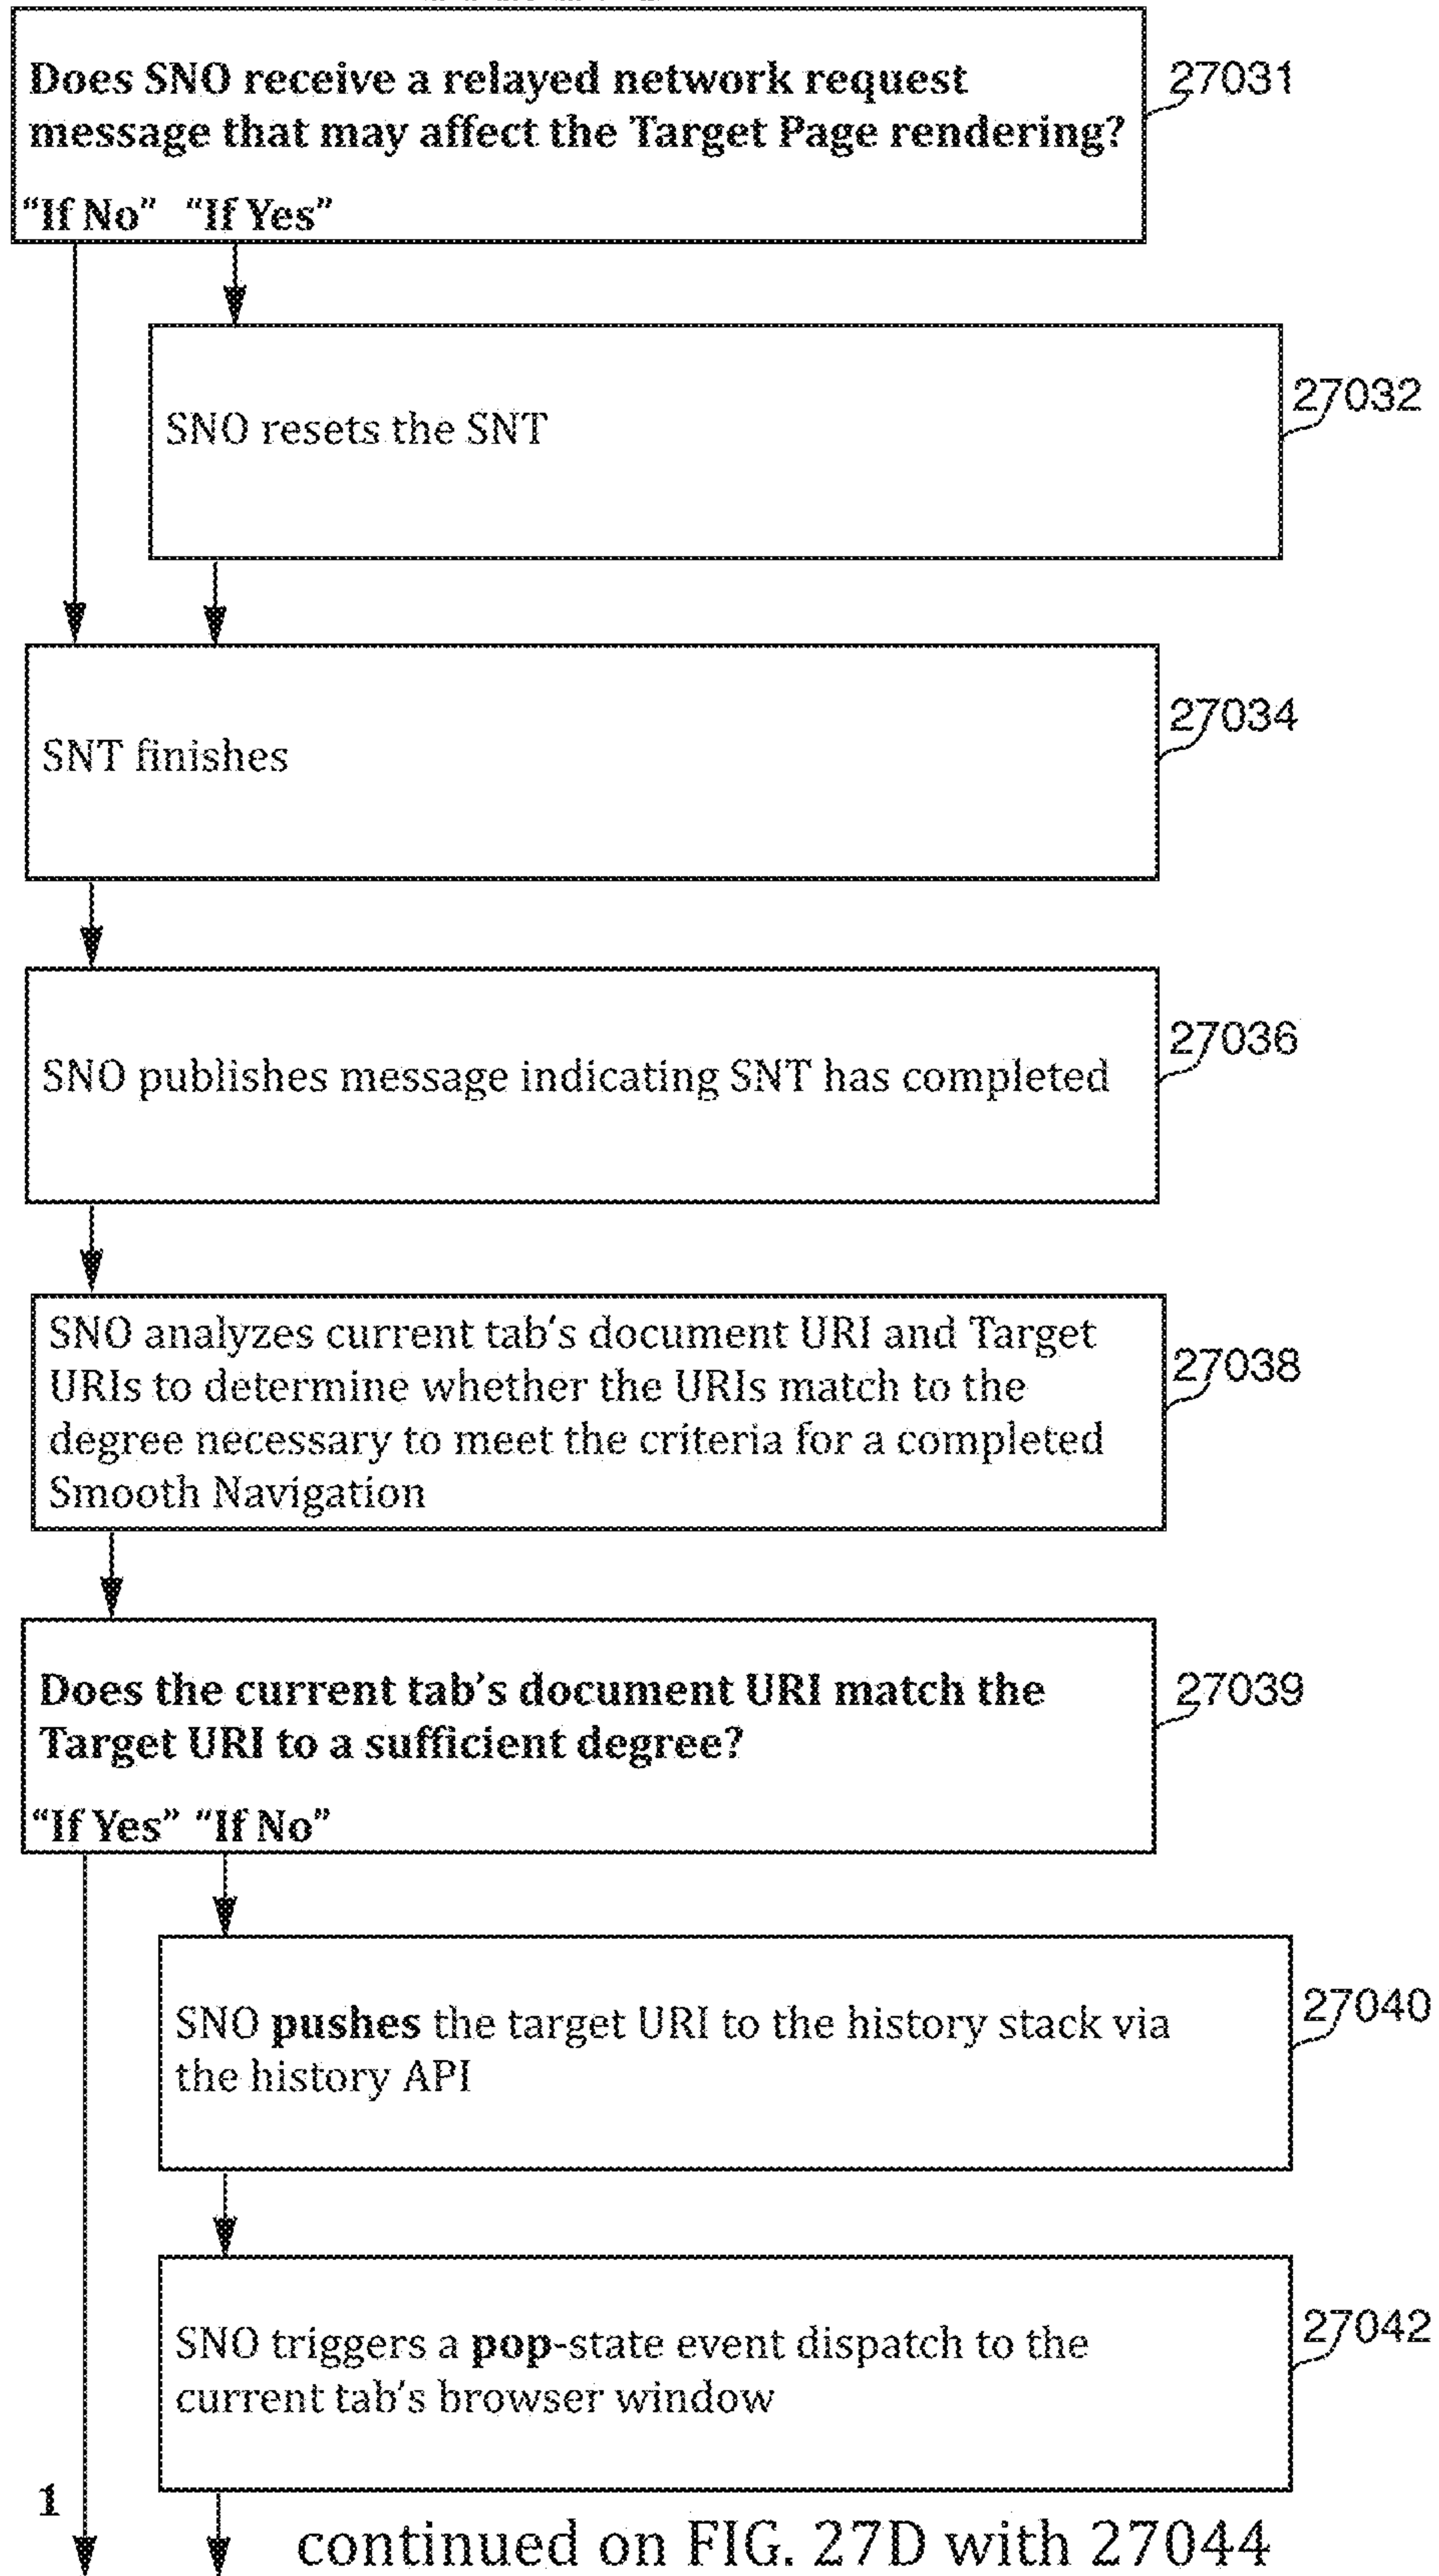 Does SNO receive a relayed network request
message that may affect the Target Page rendering?
"If No" "If Yes"
27031
SNO resets the SNT
27032
SNT finishes
27034
SNO publishes message indicating SNT has completed
27036
SNO analyzes current tab's document URI and Target
URIs to determine whether the URIs match to the
degree necessary to meet the criteria for a completed
Smooth Navigation
27038
Does the current tab's document URI match the
Target URI to a sufficient degree?
"If Yes" "If No"
27039
SNO pushes the target URI to the history stack via
the history API
27040
SNO triggers a pop-state event dispatch to the
current tab's browser window
27042
1
continued on FIG. 27D with 27044